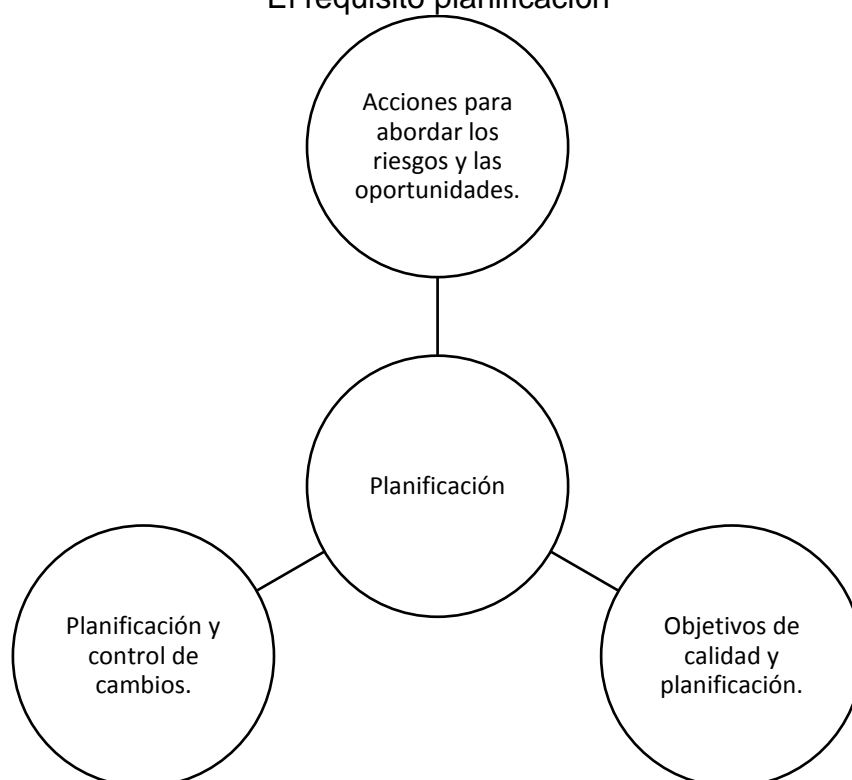 El requisito planificación
Acciones para
abordar los
riesgos y las
oportunidades.
Planificación
Planificación y
control de
cambios.
Objetivos de
calidad y
planificación.